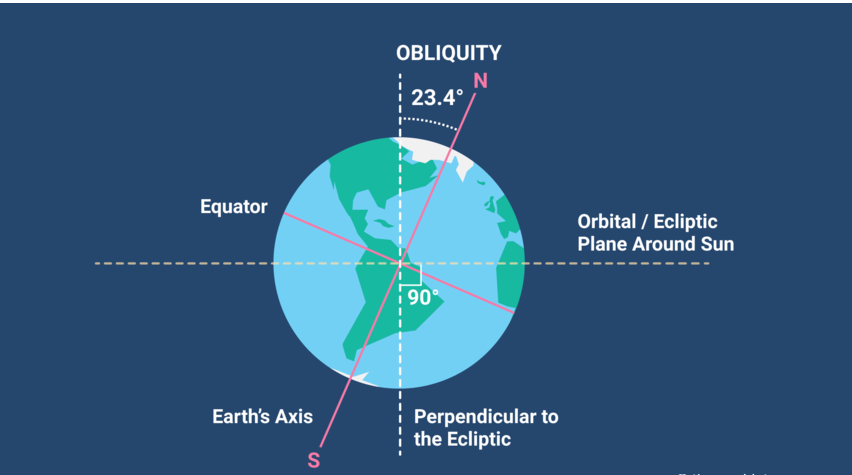 OBLIQUITY
N
23.4°
Equator
Orbital / Ecliptic
Plane Around Sun
90°
Earth's Axis
Perpendicular to
the Ecliptic
S